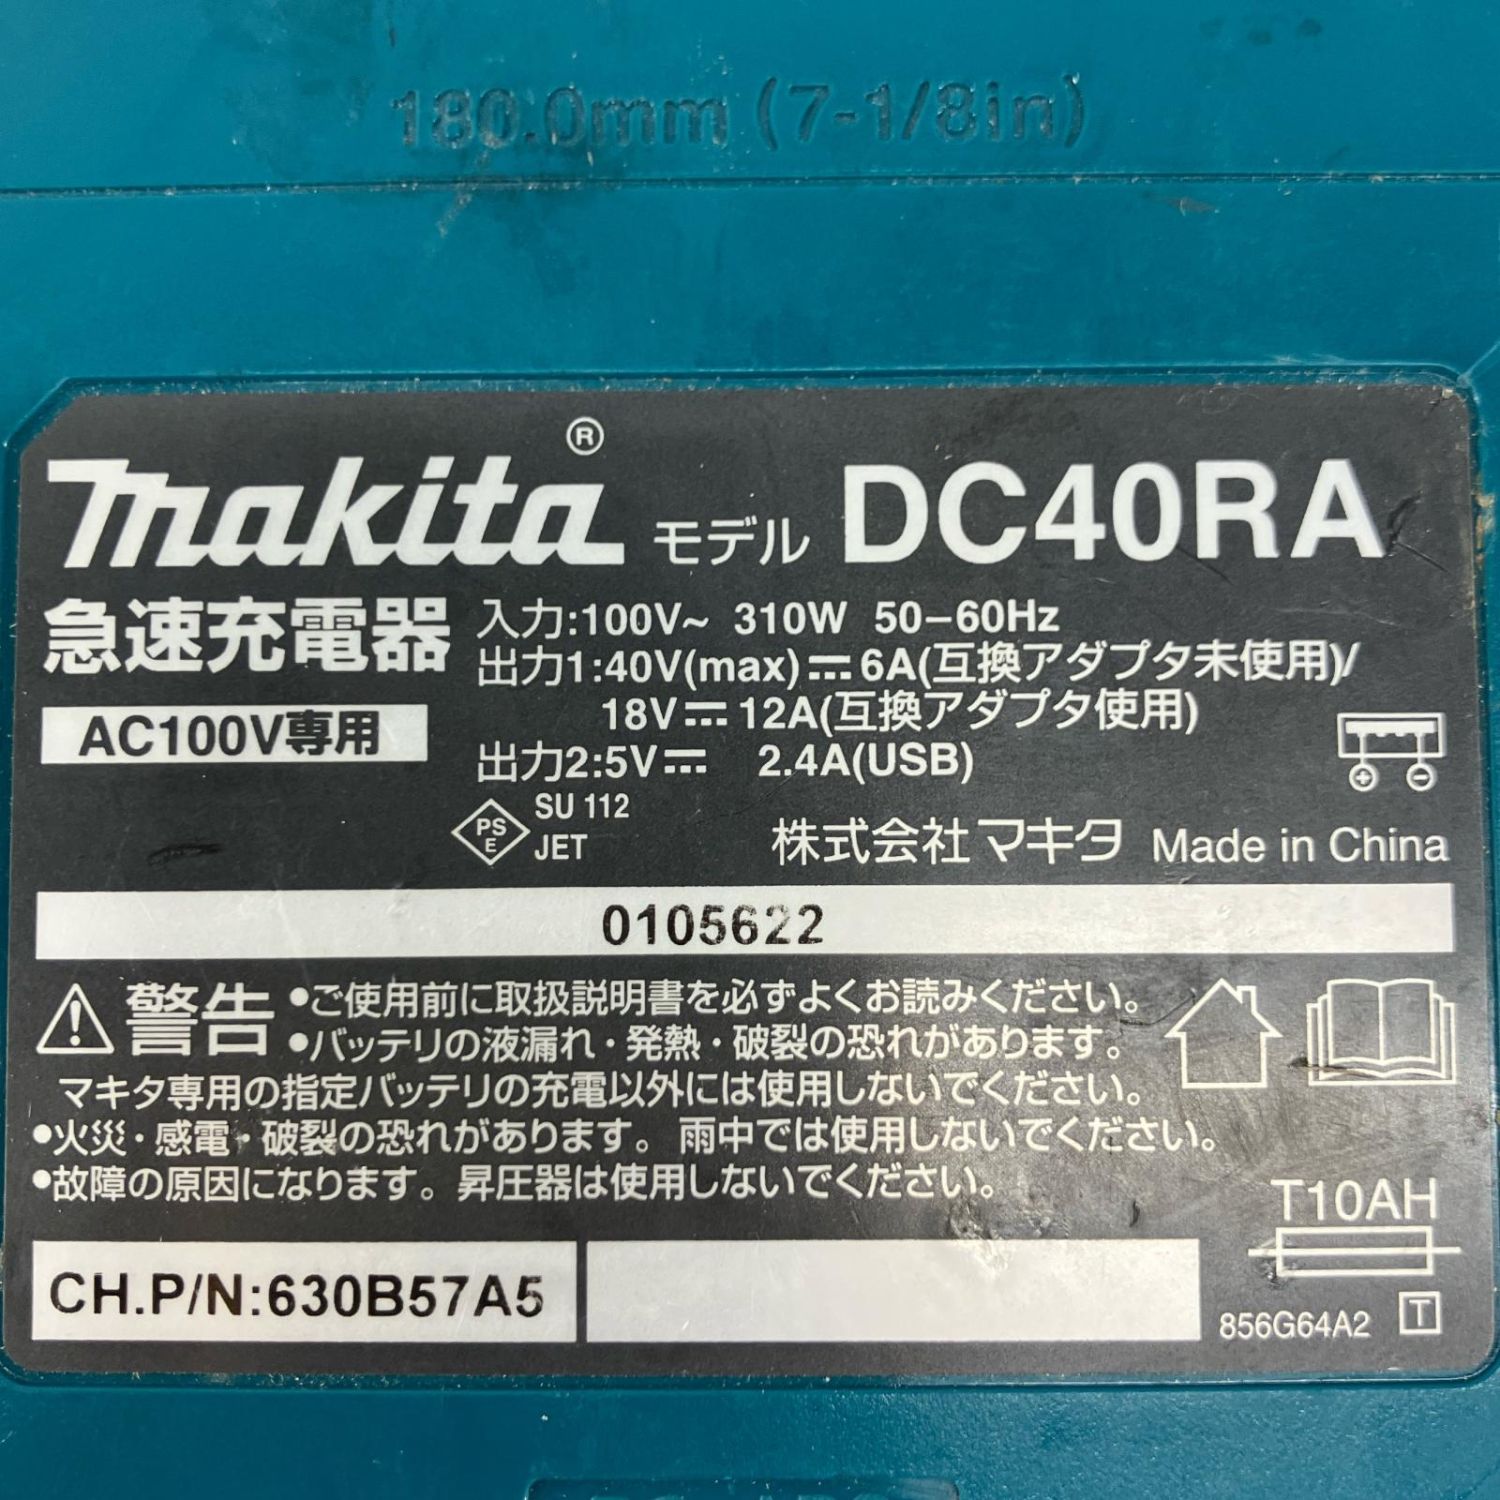 180.0mm (7-1/8in)
makita® モデル DC40RA
急速充電器
AC100V専用
入力:100V~ 310W 50-60Hz
出力1:40V(max)⎓6A(互換アダプタ未使用)/
18V⎓12A(互換アダプタ使用)
出力2:5V⎓ 2.4A(USB)
PS
E
SU 112
JET
株式会社マキタ Made in China
0105622
警告 •ご使用前に取扱説明書を必ずよくお読みください。
•バッテリの液漏れ・発熱・破裂の恐れがあります。
マキタ専用の指定バッテリの充電以外には使用しないでください。
•火災・感電・破裂の恐れがあります。雨中では使用しないでください。
•故障の原因になります。昇圧器は使用しないでください。
T10AH
CH.P/N:630B57A5
856G64A2 T